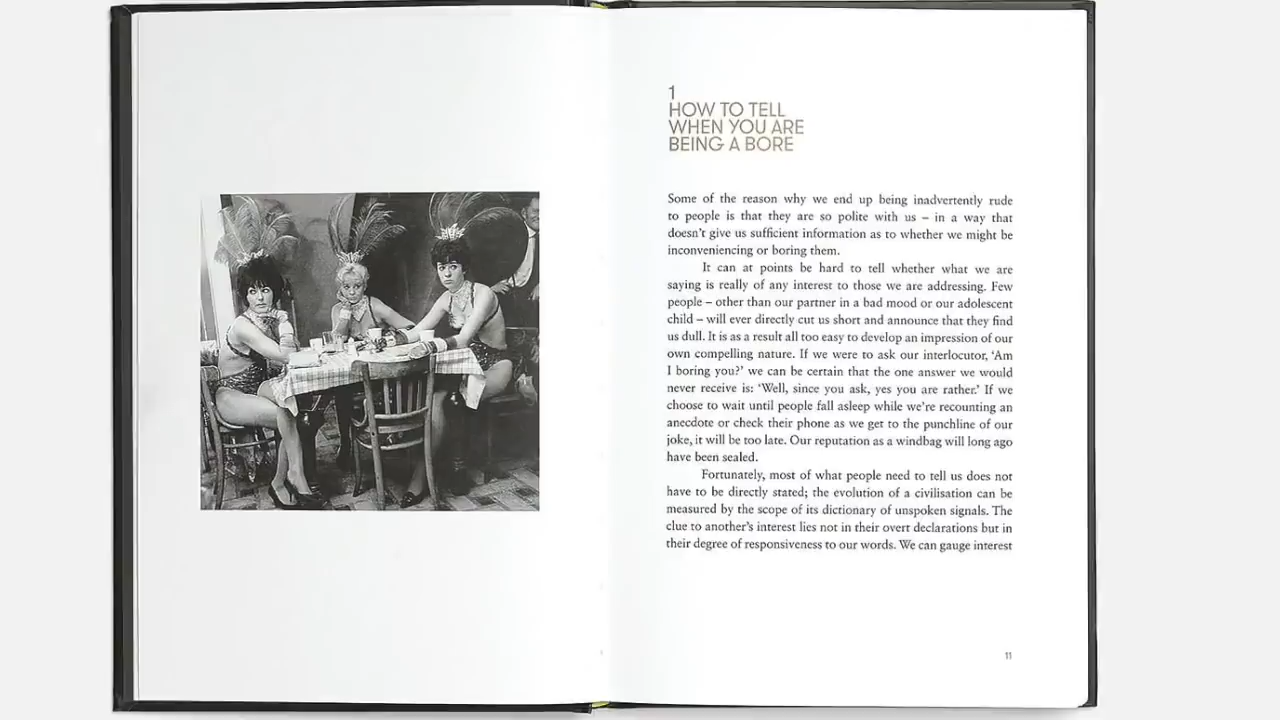 1
HOW TO TELL
WHEN YOU ARE
BEING A BORE
Some of the reason why we end up being inadvertently rude
to people is that they are so polite with us – in a way that
doesn't give us sufficient information as to whether we might be
inconveniencing or boring them.
It can at points be hard to tell whether what we are
saying is really of any interest to those we are addressing. Few
people – other than our partner in a bad mood or our adolescent
child – will ever directly cut us short and announce that they find
us dull. It is as a result all too easy to develop an impression of our
own compelling nature. If we were to ask our interlocutor, ‘Am
I boring you?’ we can be certain that the one answer we would
never receive is: ‘Well, since you ask, yes you are rather.’ If we
choose to wait until people fall asleep while we're recounting an
anecdote or check their phone as we get to the punchline of our
joke, it will be too late. Our reputation as a windbag will long ago
have been sealed.
Fortunately, most of what people need to tell us does not
have to be directly stated; the evolution of a civilisation can be
measured by the scope of its dictionary of unspoken signals. The
clue to another's interest lies not in their overt declarations but in
their degree of responsiveness to our words. We can gauge interest
11